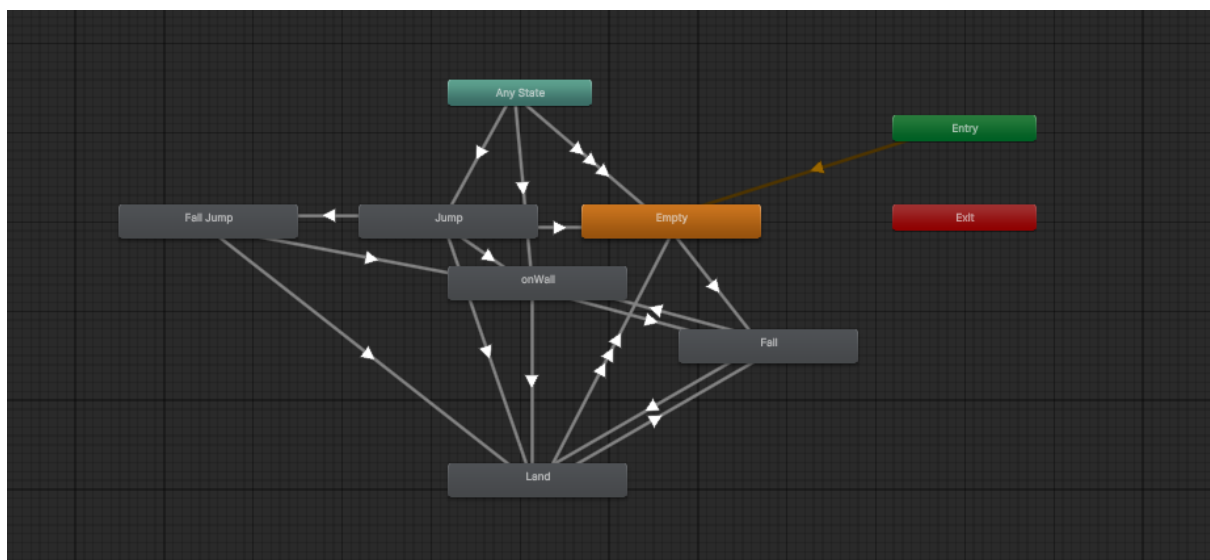 Any State
Entry
Fall Jump
Jump
Empty
Exit
onWall
Fall
Land